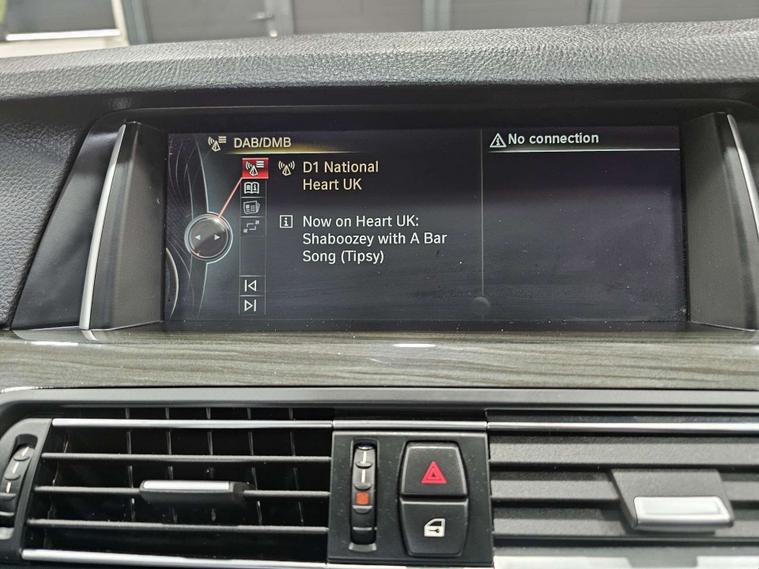 DAB/DMB
No connection
D1 National
Heart UK
Now on Heart UK:
Shaboozey with A Bar
Song (Tipsy)